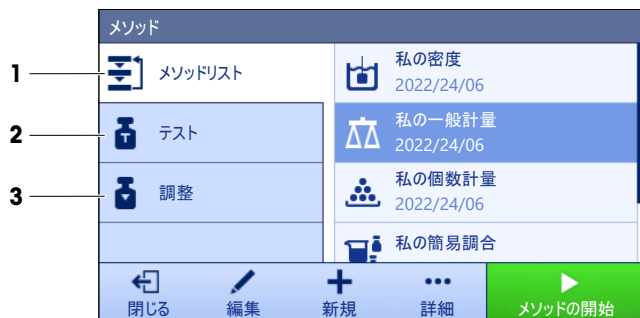 メソッド
1
メソッドリスト
2
テスト
3
調整
私の密度
2022/24/06
私の一般計量
2022/24/06
私の個数計量
2022/24/06
私の簡易調合
閉じる
編集
新規
詳細
メソッドの開始